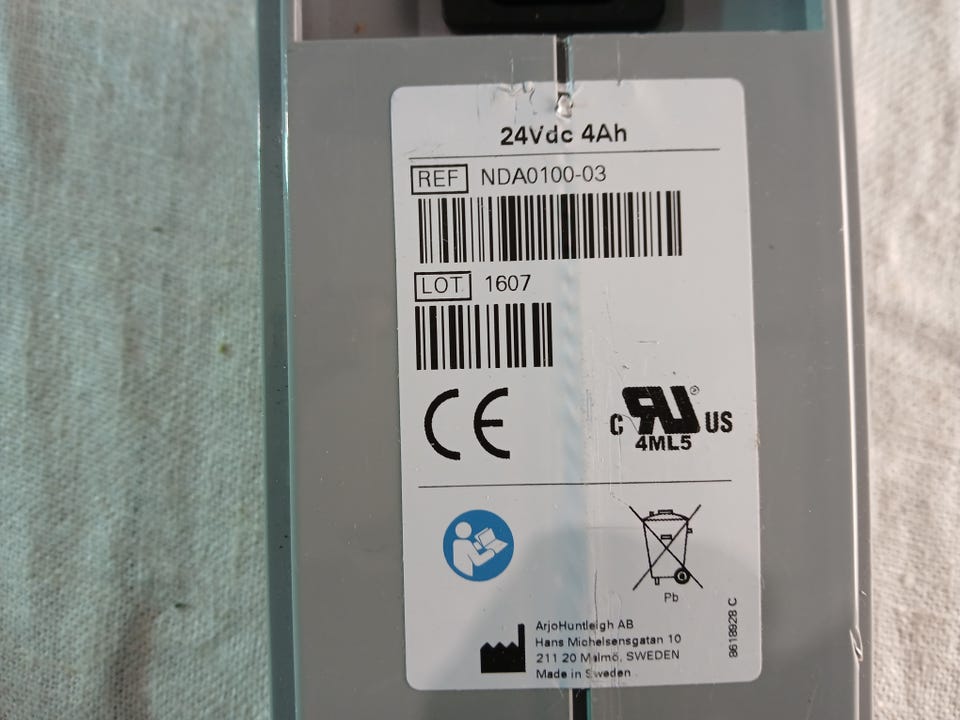 24Vdc 4Ah
REF NDA0100-03
LOT 1607
CE
C RU ® US
4ML5
Pb
ArjoHuntleigh AB
Hans Michelsensgatan 10
211 20 Malmö, SWEDEN
Made in Sweden
8618928 C